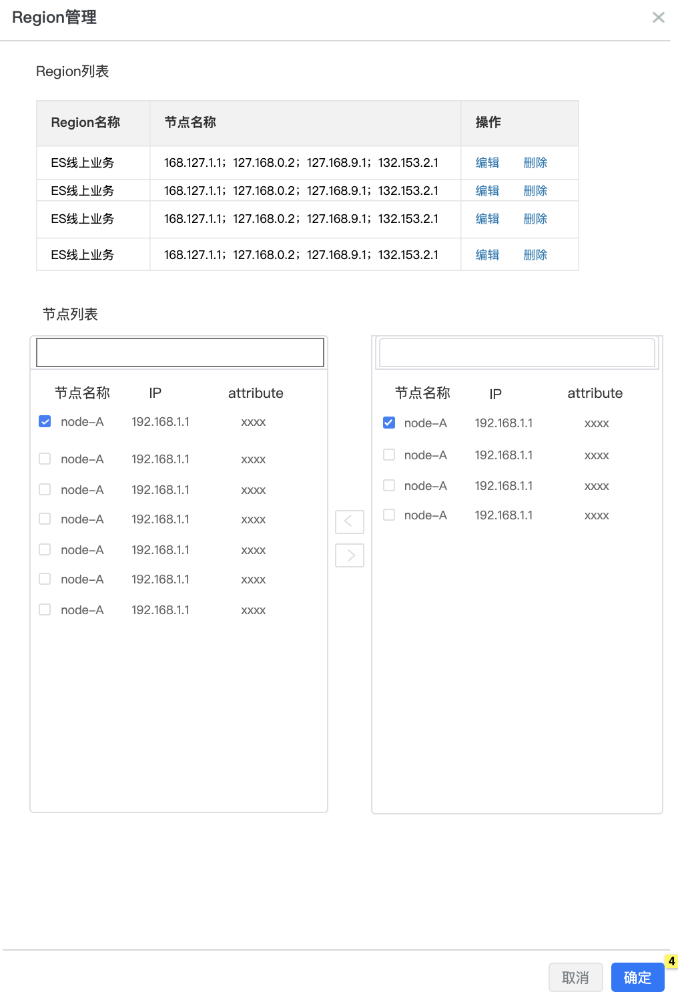 Region管理
Region列表
Region名称 节点名称 操作
ES线上业务 168.127.1.1；127.168.0.2；127.168.9.1；132.153.2.1 编辑 删除
ES线上业务 168.127.1.1；127.168.0.2；127.168.9.1；132.153.2.1 编辑 删除
ES线上业务 168.127.1.1；127.168.0.2；127.168.9.1；132.153.2.1 编辑 删除
ES线上业务 168.127.1.1；127.168.0.2；127.168.9.1；132.153.2.1 编辑 删除
节点列表
节点名称 IP attribute
node-A 192.168.1.1 xxxx
node-A 192.168.1.1 xxxx
node-A 192.168.1.1 xxxx
node-A 192.168.1.1 xxxx
node-A 192.168.1.1 xxxx
node-A 192.168.1.1 xxxx
node-A 192.168.1.1 xxxx
节点名称 IP attribute
node-A 192.168.1.1 xxxx
node-A 192.168.1.1 xxxx
node-A 192.168.1.1 xxxx
node-A 192.168.1.1 xxxx
取消 确定 4